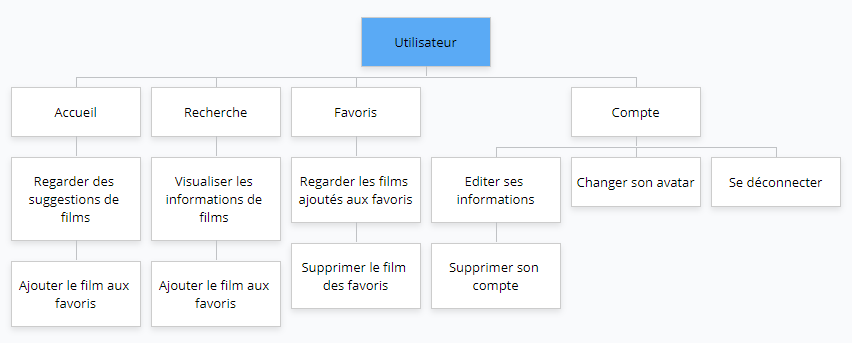 Utilisateur
Accueil
Recherche
Favoris
Compte
Regarder des
suggestions de
films
Visualiser les
informations de
films
Regarder les films
ajoutés aux favoris
Editer ses
informations
Changer son avatar
Se déconnecter
Ajouter le film aux
favoris
Ajouter le film aux
favoris
Supprimer le film
des favoris
Supprimer son
compte